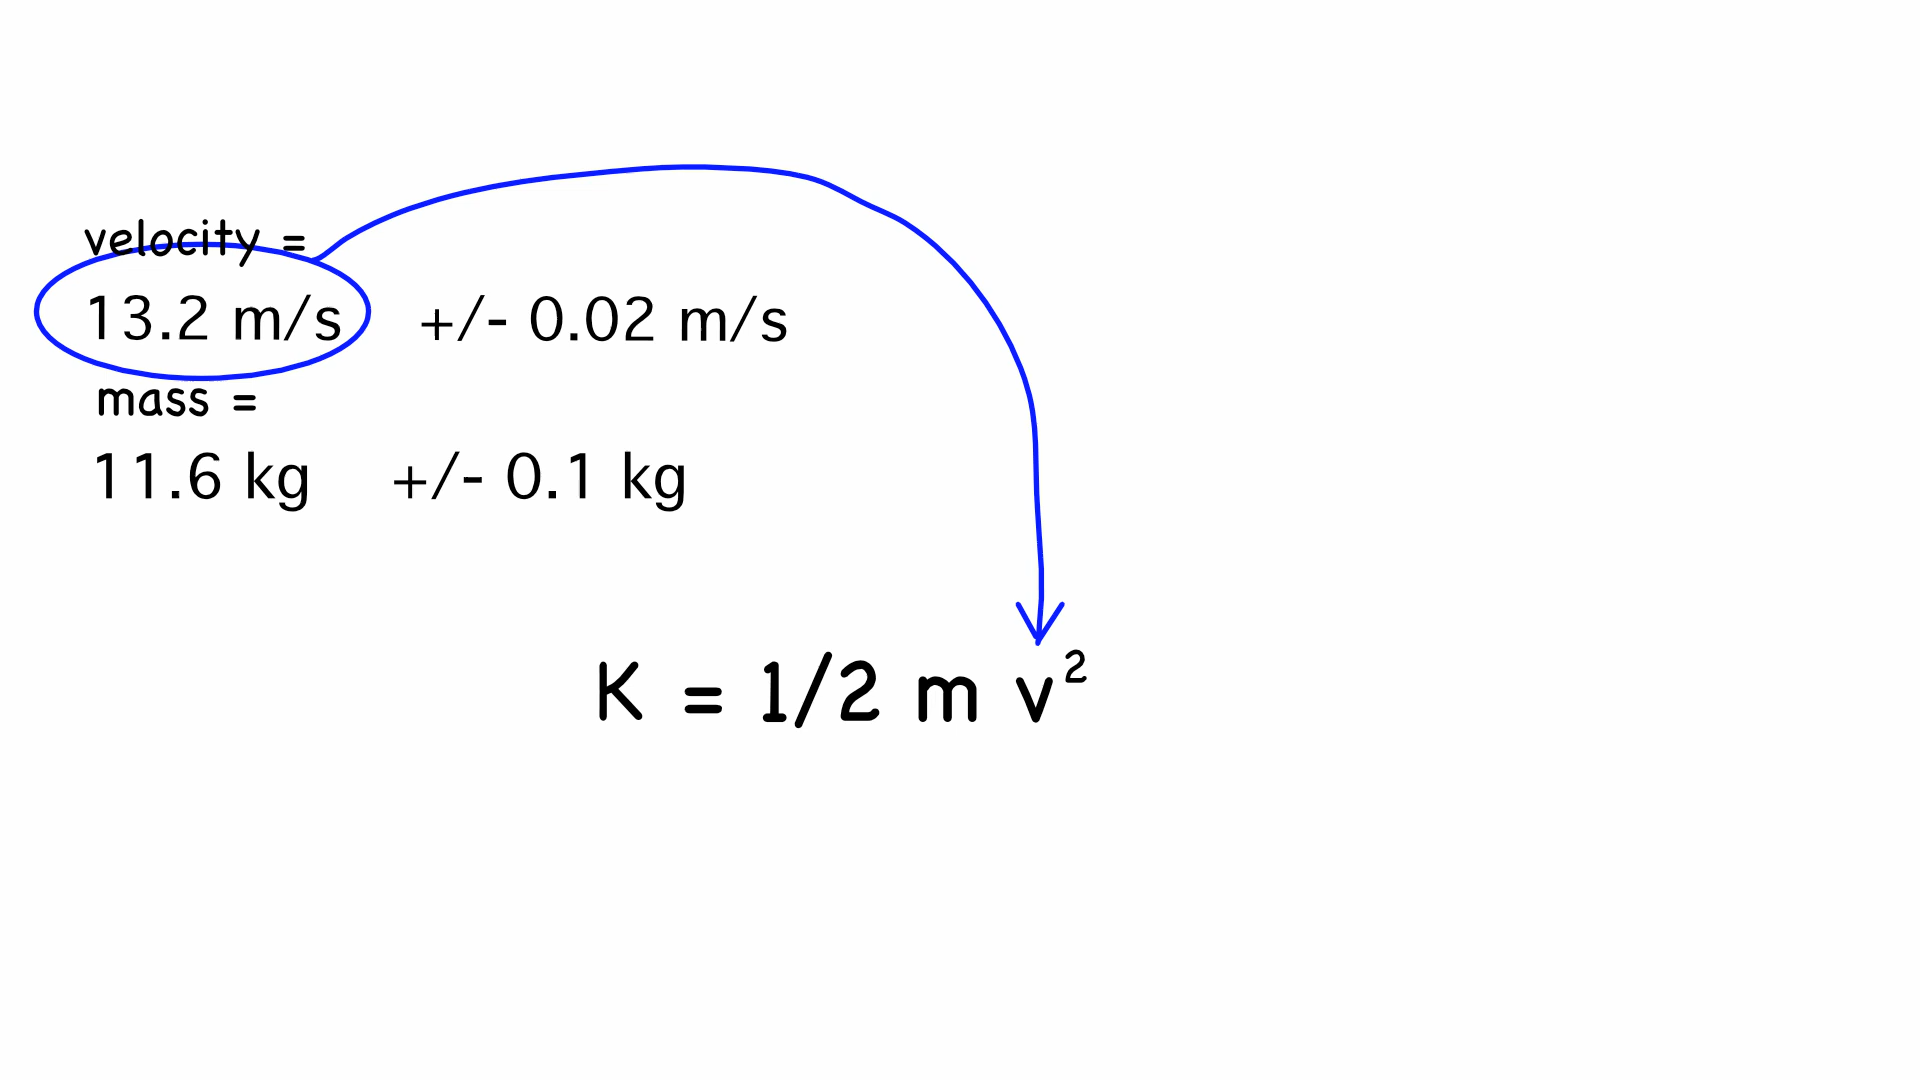 velocity =
13.2 m/s +/- 0.02 m/s
mass =
11.6 kg +/- 0.1 kg
K = 1/2 m v²